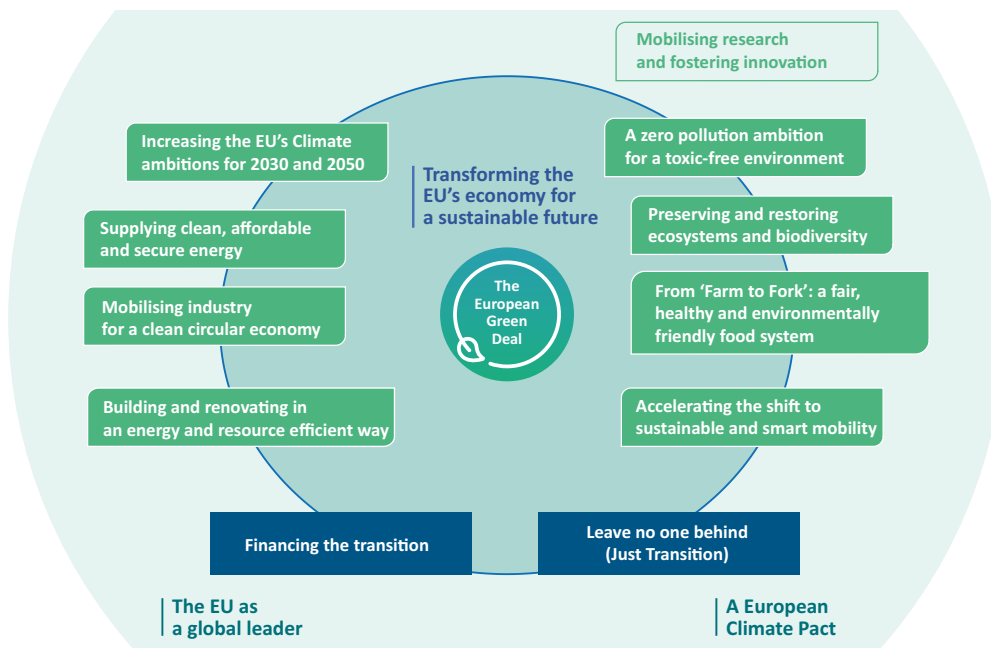 Mobilising research
and fostering innovation
Increasing the EU's Climate
ambitions for 2030 and 2050
A zero pollution ambition
for a toxic-free environment
Transforming the
EU's economy for
a sustainable future
Supplying clean, affordable
and secure energy
Preserving and restoring
ecosystems and biodiversity
The
European
Green
Deal
Mobilising industry
for a clean circular economy
From ‘Farm to Fork’: a fair,
healthy and environmentally
friendly food system
Building and renovating in
an energy and resource efficient way
Accelerating the shift to
sustainable and smart mobility
Financing the transition
Leave no one behind
(Just Transition)
The EU as
a global leader
A European
Climate Pact